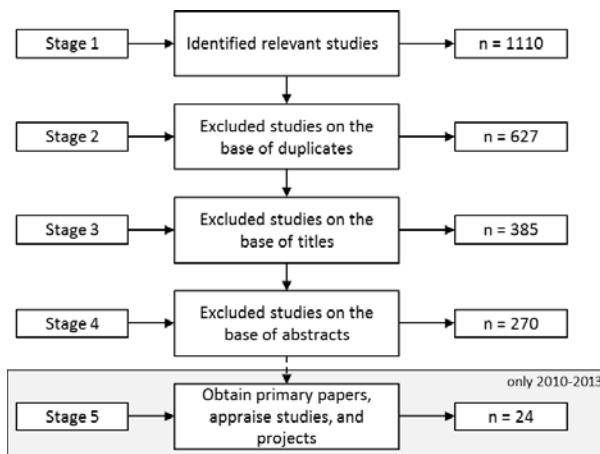 Stage 1
Identified relevant studies
n = 1110
Stage 2
Excluded studies on the
base of duplicates
n = 627
Stage 3
Excluded studies on the
base of titles
n = 385
Stage 4
Excluded studies on the
base of abstracts
n = 270
only 2010-2013
Stage 5
Obtain primary papers,
appraise studies, and
projects
n = 24